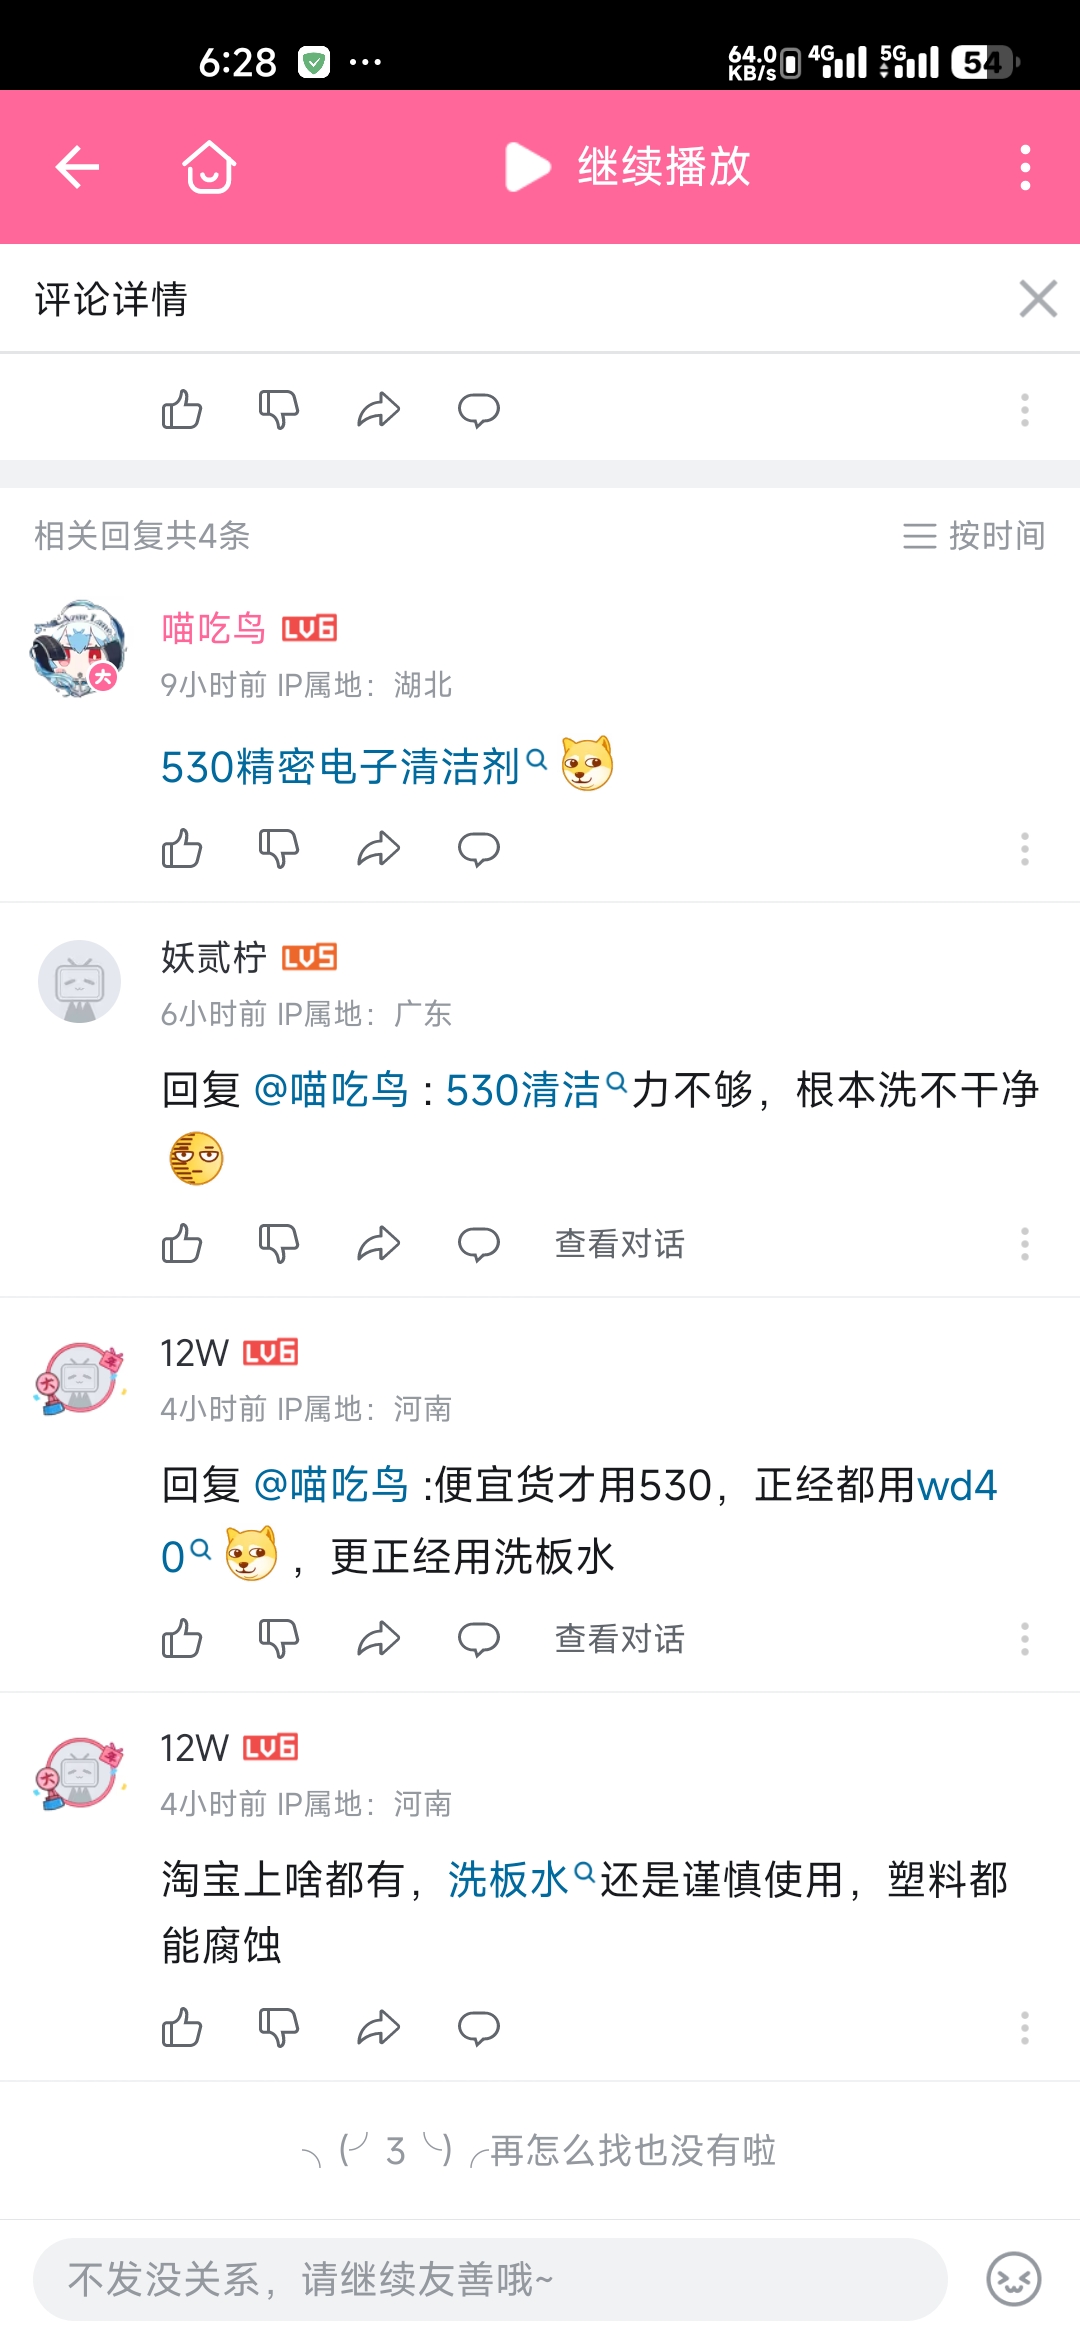 6:28 ... 64.0 KB/s 4G 5G 54
继续播放
评论详情
相关回复共4条 按时间
喵吃鸟 LV6
9小时前 IP属地：湖北
530精密电子清洁剂
大
妖贰柠 LV5
6小时前 IP属地：广东
回复 @喵吃鸟 : 530清洁力不够，根本洗不干净
查看对话
12W LV6
4小时前 IP属地：河南
回复 @喵吃鸟 :便宜货才用530，正经都用wd4
0 ，更正经用洗板水
查看对话
12W LV6
4小时前 IP属地：河南
淘宝上啥都有，洗板水还是谨慎使用，塑料都
能腐蚀
╮(╯ 3 ╰)╭再怎么找也没有啦
不发没关系，请继续友善哦~